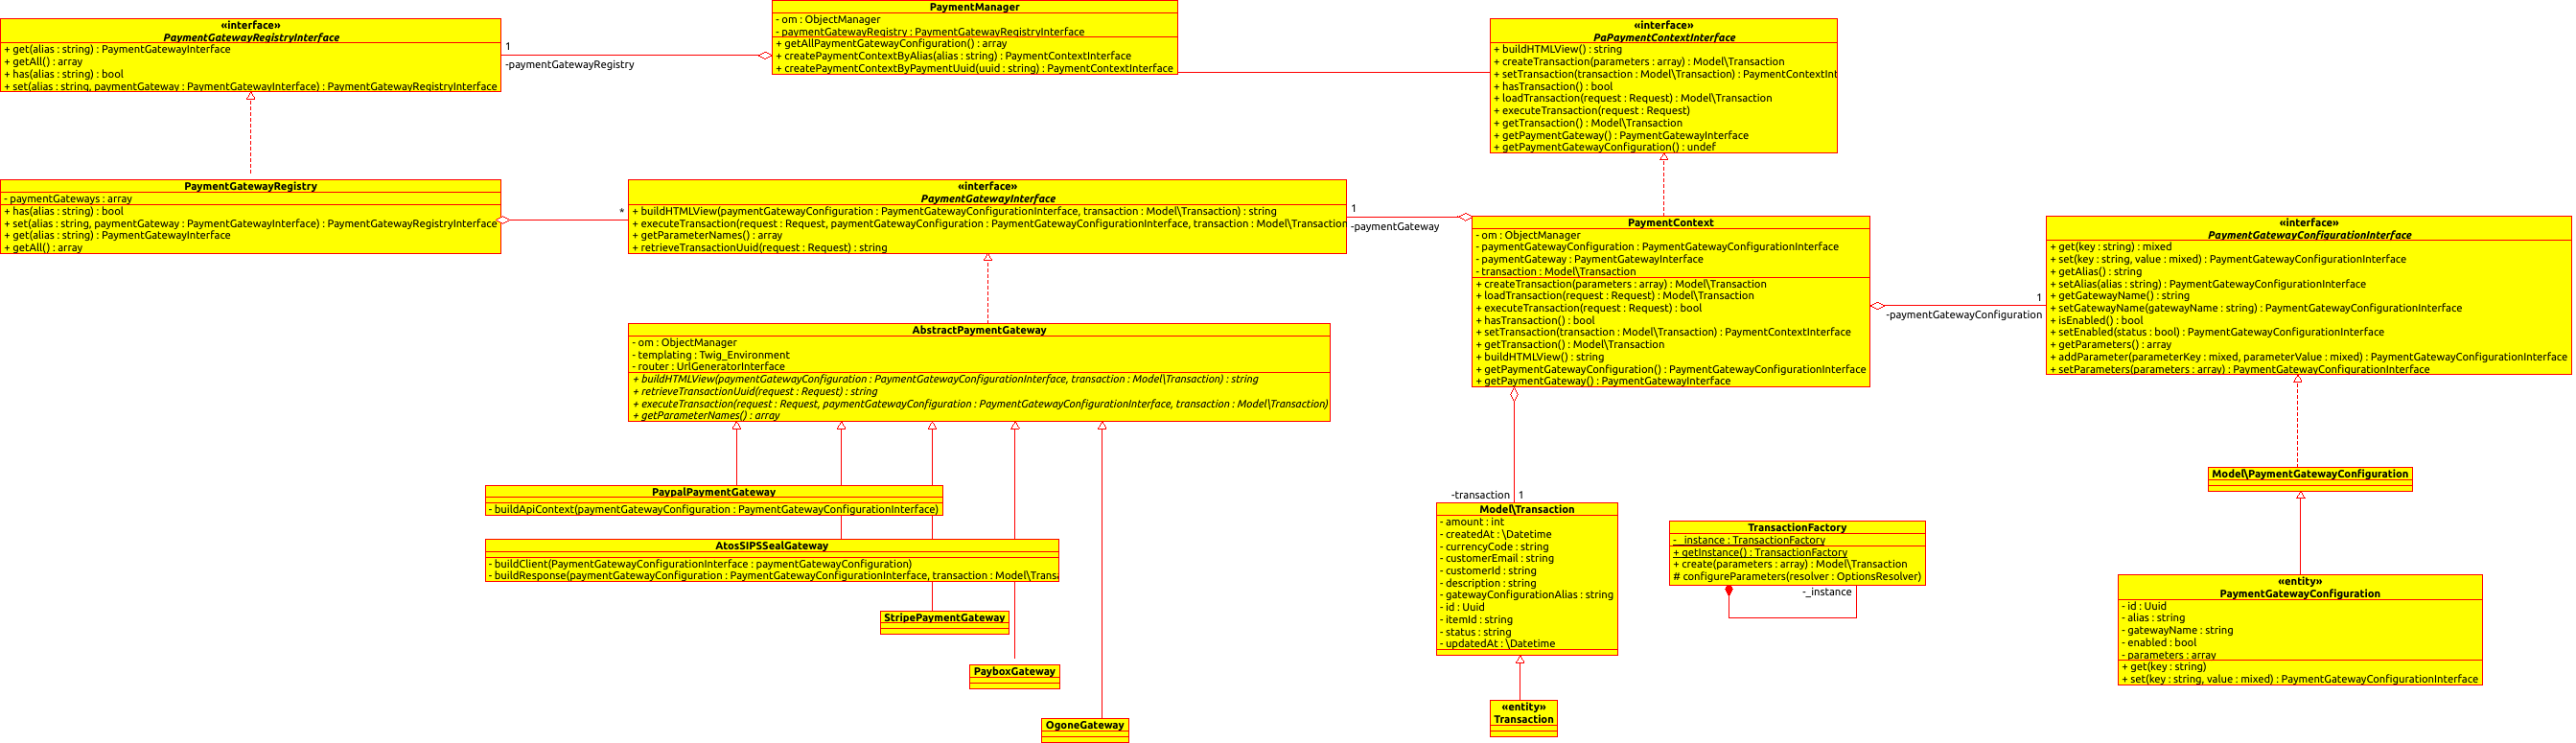 «interface»
PaymentGatewayRegistryInterface
+ get(alias : string) : PaymentGatewayInterface
+ getAll() : array
+ has(alias : string) : bool
+ set(alias : string, paymentGateway : PaymentGatewayInterface) : PaymentGatewayRegistryInterface
1
-paymentGatewayRegistry
PaymentManager
- om : ObjectManager
- paymentGatewayRegistry : PaymentGatewayRegistryInterface
+ getAllPaymentGatewayConfiguration() : array
+ createPaymentContextByAlias(alias : string) : PaymentContextInterface
+ createPaymentContextByPaymentUuid(uuid : string) : PaymentContextInterface
«interface»
PaPaymentContextInterface
+ buildHTMLView() : string
+ createTransaction(parameters : array) : Model\Transaction
+ setTransaction(transaction : Model\Transaction) : PaymentContextInt
+ hasTransaction() : bool
+ loadTransaction(request : Request) : Model\Transaction
+ executeTransaction(request : Request)
+ getTransaction() : Model\Transaction
+ getPaymentGateway() : PaymentGatewayInterface
+ getPaymentGatewayConfiguration() : undef
PaymentGatewayRegistry
- paymentGateways : array
+ has(alias : string) : bool
+ set(alias : string, paymentGateway : PaymentGatewayInterface) : PaymentGatewayRegistryInterface
+ get(alias : string) : PaymentGatewayInterface
+ getAll() : array
*
«interface»
PaymentGatewayInterface
+ buildHTMLView(paymentGatewayConfiguration : PaymentGatewayConfigurationInterface, transaction : Model\Transaction) : string
+ executeTransaction(request : Request, paymentGatewayConfiguration : PaymentGatewayConfigurationInterface, transaction : Model\Transaction
+ getParameterNames() : array
+ retrieveTransactionUuid(request : Request) : string
1
-paymentGateway
PaymentContext
- om : ObjectManager
- paymentGatewayConfiguration : PaymentGatewayConfigurationInterface
- paymentGateway : PaymentGatewayInterface
- transaction : Model\Transaction
+ createTransaction(parameters : array) : Model\Transaction
+ loadTransaction(request : Request) : Model\Transaction
+ executeTransaction(request : Request) : bool
+ hasTransaction() : bool
+ setTransaction(transaction : Model\Transaction) : PaymentContextInterface
+ getTransaction() : Model\Transaction
+ buildHTMLView() : string
+ getPaymentGatewayConfiguration() : PaymentGatewayConfigurationInterface
+ getPaymentGateway() : PaymentGatewayInterface
1
-paymentGatewayConfiguration
«interface»
PaymentGatewayConfigurationInterface
+ get(key : string) : mixed
+ set(key : string, value : mixed) : PaymentGatewayConfigurationInterface
+ getAlias() : string
+ setAlias(alias : string) : PaymentGatewayConfigurationInterface
+ getGatewayName() : string
+ setGatewayName(gatewayName : string) : PaymentGatewayConfigurationInterface
+ isEnabled() : bool
+ setEnabled(status : bool) : PaymentGatewayConfigurationInterface
+ getParameters() : array
+ addParameter(parameterKey : mixed, parameterValue : mixed) : PaymentGatewayConfigurationInterface
+ setParameters(parameters : array) : PaymentGatewayConfigurationInterface
AbstractPaymentGateway
- om : ObjectManager
- templating : Twig_Environment
- router : UrlGeneratorInterface
+ buildHTMLView(paymentGatewayConfiguration : PaymentGatewayConfigurationInterface, transaction : Model\Transaction) : string
+ retrieveTransactionUuid(request : Request) : string
+ executeTransaction(request : Request, paymentGatewayConfiguration : PaymentGatewayConfigurationInterface, transaction : Model\Transaction)
+ getParameterNames() : array
PaypalPaymentGateway
- buildApiContext(paymentGatewayConfiguration : PaymentGatewayConfigurationInterface)
AtosSIPSSealGateway
- buildClient(PaymentGatewayConfigurationInterface : paymentGatewayConfiguration)
- buildResponse(paymentGatewayConfiguration : PaymentGatewayConfigurationInterface, transaction : Model\Transa
StripePaymentGateway
PayboxGateway
OgoneGateway
-transaction
1
Model\Transaction
- amount : int
- createdAt : \Datetime
- currencyCode : string
- customerEmail : string
- customerId : string
- description : string
- gatewayConfigurationAlias : string
- id : Uuid
- itemId : string
- status : string
- updatedAt : \Datetime
«entity»
Transaction
TransactionFactory
- _instance : TransactionFactory
+ getInstance() : TransactionFactory
+ create(parameters : array) : Model\Transaction
# configureParameters(resolver : OptionsResolver)
-_instance
Model\PaymentGatewayConfiguration
«entity»
PaymentGatewayConfiguration
- id : Uuid
- alias : string
- gatewayName : string
- enabled : bool
- parameters : array
+ get(key : string)
+ set(key : string, value : mixed) : PaymentGatewayConfigurationInterface